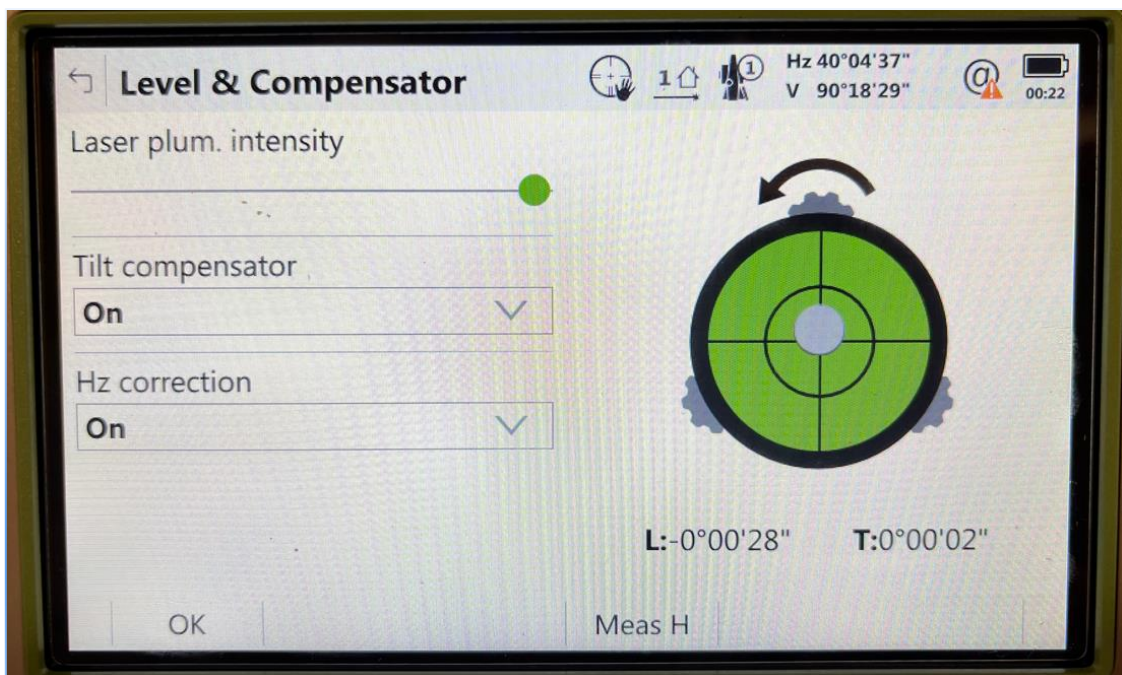 Level & Compensator
1
1
Hz 40°04'37"
V 90°18'29"
@
00:22
Laser plum. intensity
Tilt compensator
On
Hz correction
On
L:-0°00'28" T:0°00'02"
OK Meas H